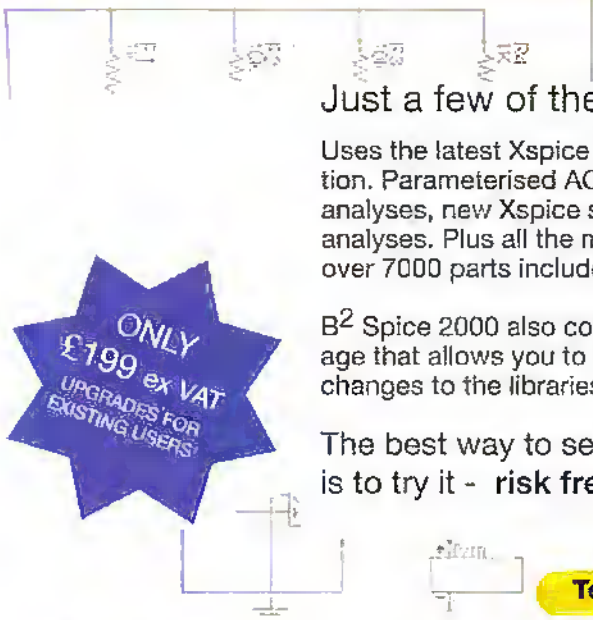 Just a few of the
Uses the latest Xspice
tion. Parameterised AC
analyses, new Xspice s
analyses. Plus all the m
over 7000 parts includ
B2 Spice 2000 also co
age that allows you to
changes to the libraries
The best way to se
is to try it - risk fre
ONLY
£199 ex VAT
UPGRADES FOR
EXISTING USERS
Te